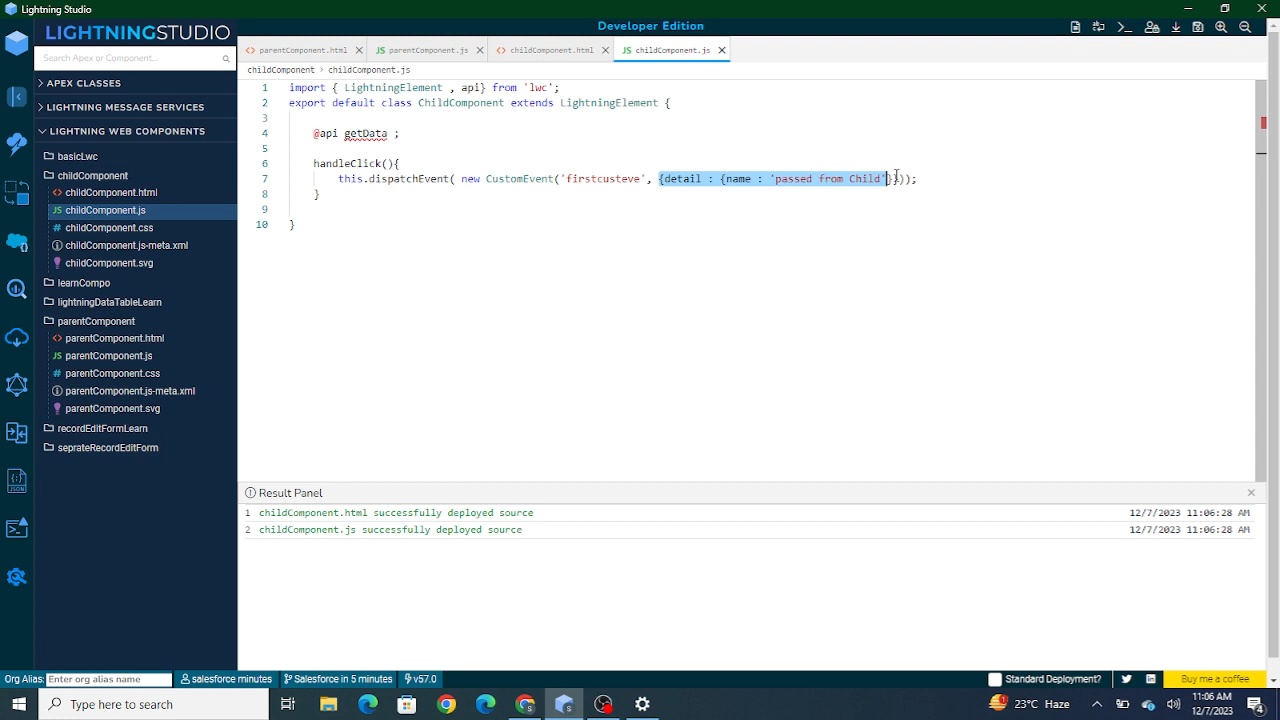 Lightning Studio
LIGHTNINGSTUDIO
Developer Edition
Search Apex or Component...
APEX CLASSES
LIGHTNING MESSAGE SERVICES
LIGHTNING WEB COMPONENTS
basicLwc
childComponent
childComponent.html
childComponent.js
childComponent.css
childComponent.js-meta.xml
childComponent.svg
learnCompo
lightningDataTableLearn
parentComponent
parentComponent.html
parentComponent.js
parentComponent.css
parentComponent.js-meta.xml
parentComponent.svg
recordEditFormLearn
seprateRecordEditForm
parentComponent.html
JS parentComponent.js
childComponent.html
JS childComponent.js
childComponent > childComponent.js
1 import { LightningElement , api} from 'lwc';
2 export default class ChildComponent extends LightningElement {
3
4 @api getData ;
5
6 handleClick(){
7 this.dispatchEvent( new CustomEvent('firstcusteve', {detail : {name : 'passed from Child'}}));
8 }
9
10 }
Result Panel
1 childComponent.html successfully deployed source 12/7/2023 11:06:28 AM
2 childComponent.js successfully deployed source 12/7/2023 11:06:28 AM
Org Alias: Enter org alias name
salesforce minutes
Salesforce in 5 minutes
v57.0
Standard Deployment?
Buy me a coffee
Type here to search
23°C Haze
11:06 AM
12/7/2023
4